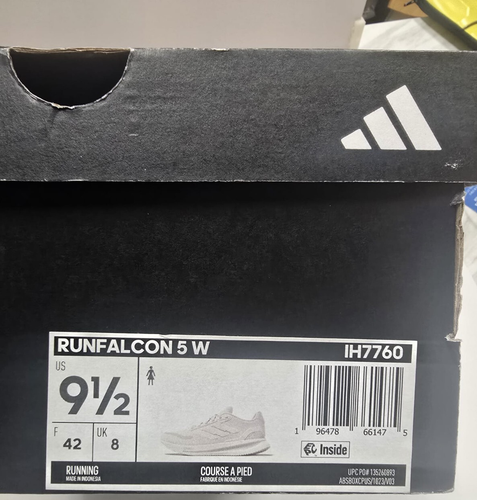 RUNFALCON 5 W IH7760
US
9½
F
42
UK
8
1 96478 66147 5
Inside
RUNNING
MADE IN INDONESIA
COURSE A PIED
FABRIQUÉ EN INDONESIE
UPC PO# 135260893
ABSBOXCPUS/1023/V03